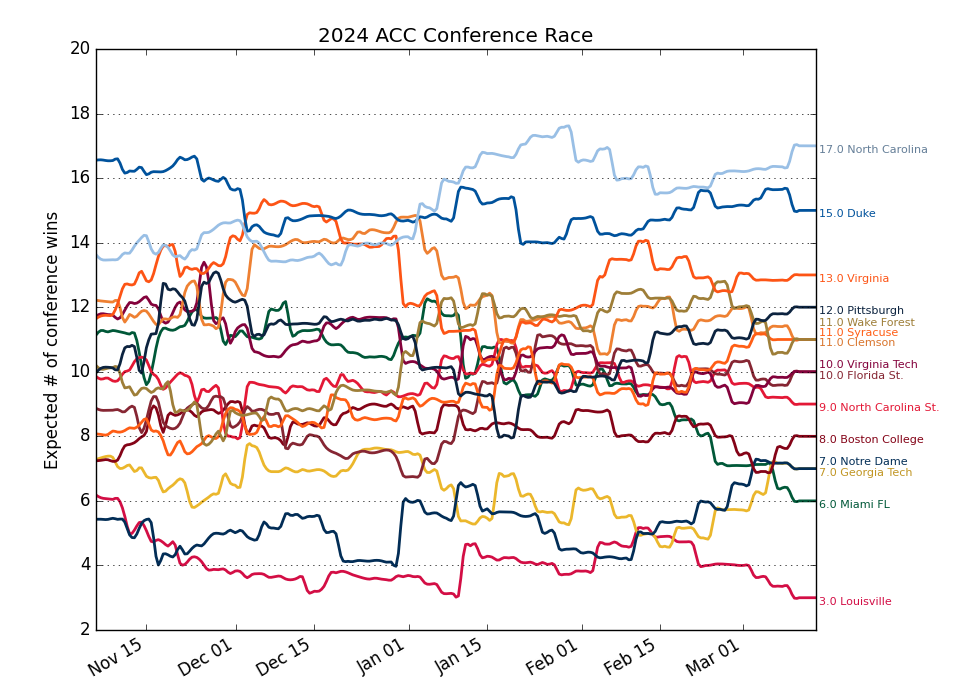 2024 ACC Conference Race
Expected # of conference wins
20
18
16
14
12
10
8
6
4
2
17.0 North Carolina
15.0 Duke
13.0 Virginia
12.0 Pittsburgh
11.0 Wake Forest
11.0 Syracuse
11.0 Clemson
10.0 Virginia Tech
10.0 Florida St.
9.0 North Carolina St.
8.0 Boston College
7.0 Notre Dame
7.0 Georgia Tech
6.0 Miami FL
3.0 Louisville
Nov 15
Dec 01
Dec 15
Jan 01
Jan 15
Feb 01
Feb 15
Mar 01